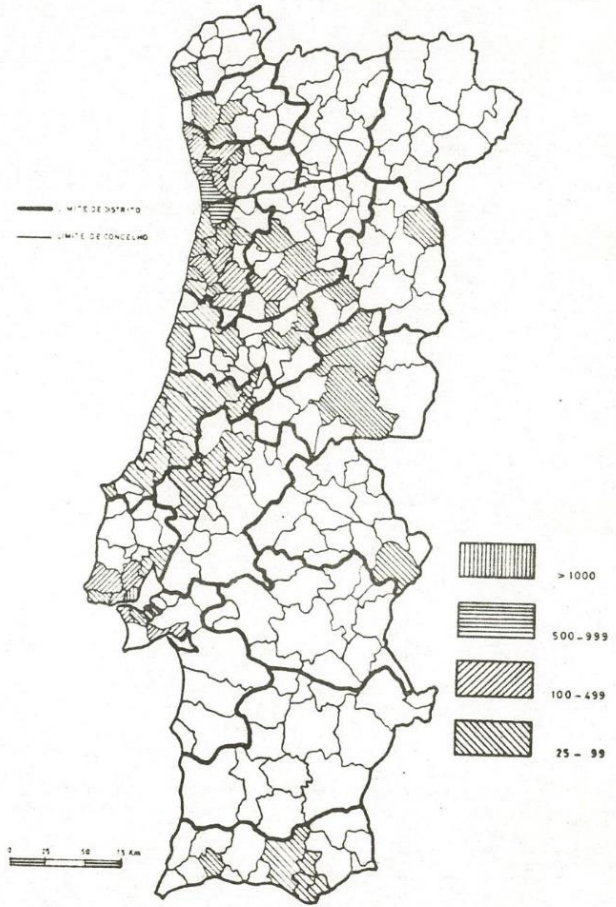 LIMITE DE DISTRITO
LIMITE DE CONCELHO
> 1000
500 – 999
100 – 499
25 – 99
0 25 50 75 Km